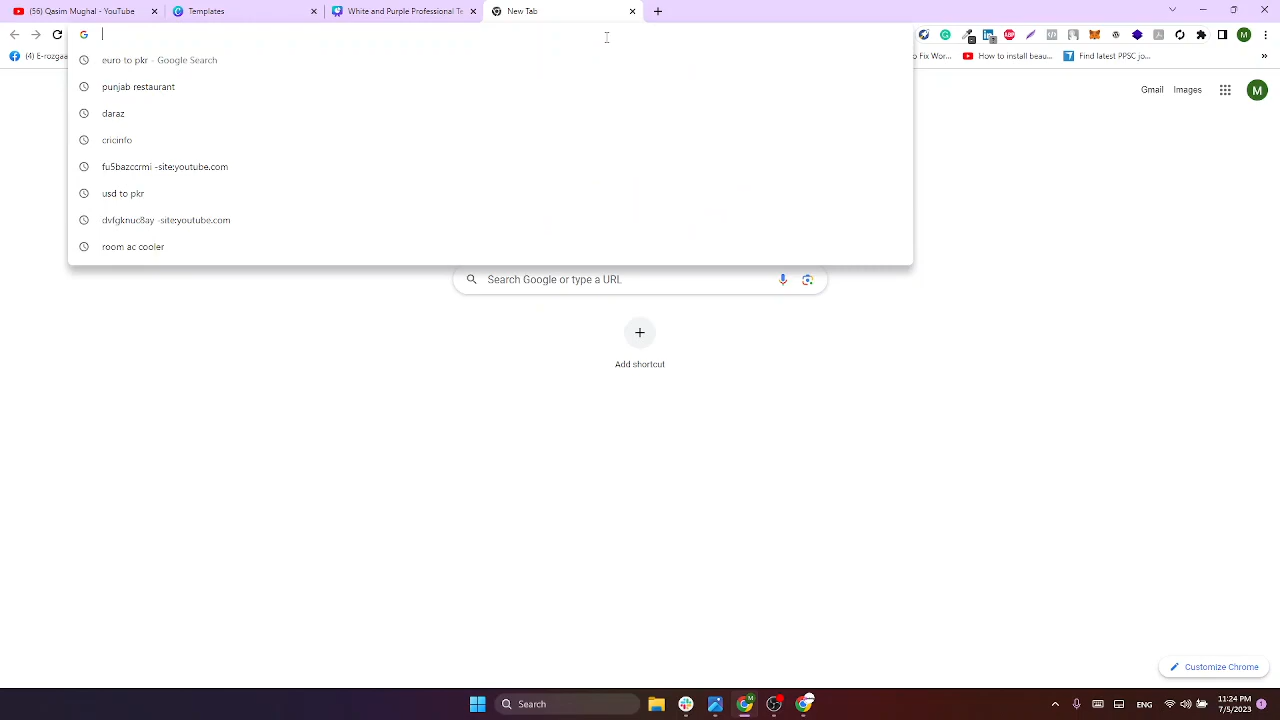 (56) Qasim Mughal - YouTube
Templates
White and Purple Professional Te
New Tab
(4) E-rozgaa
Fix Wor...
How to install beau...
Find latest PPSC jo...
euro to pkr - Google Search
punjab restaurant
daraz
cricinfo
fu5bazccrmi -site:youtube.com
usd to pkr
dvfgknuc8ay -site:youtube.com
room ac cooler
Gmail
Images
M
Search Google or type a URL
Add shortcut
Customize Chrome
Search
ENG
11:24 PM
7/5/2023